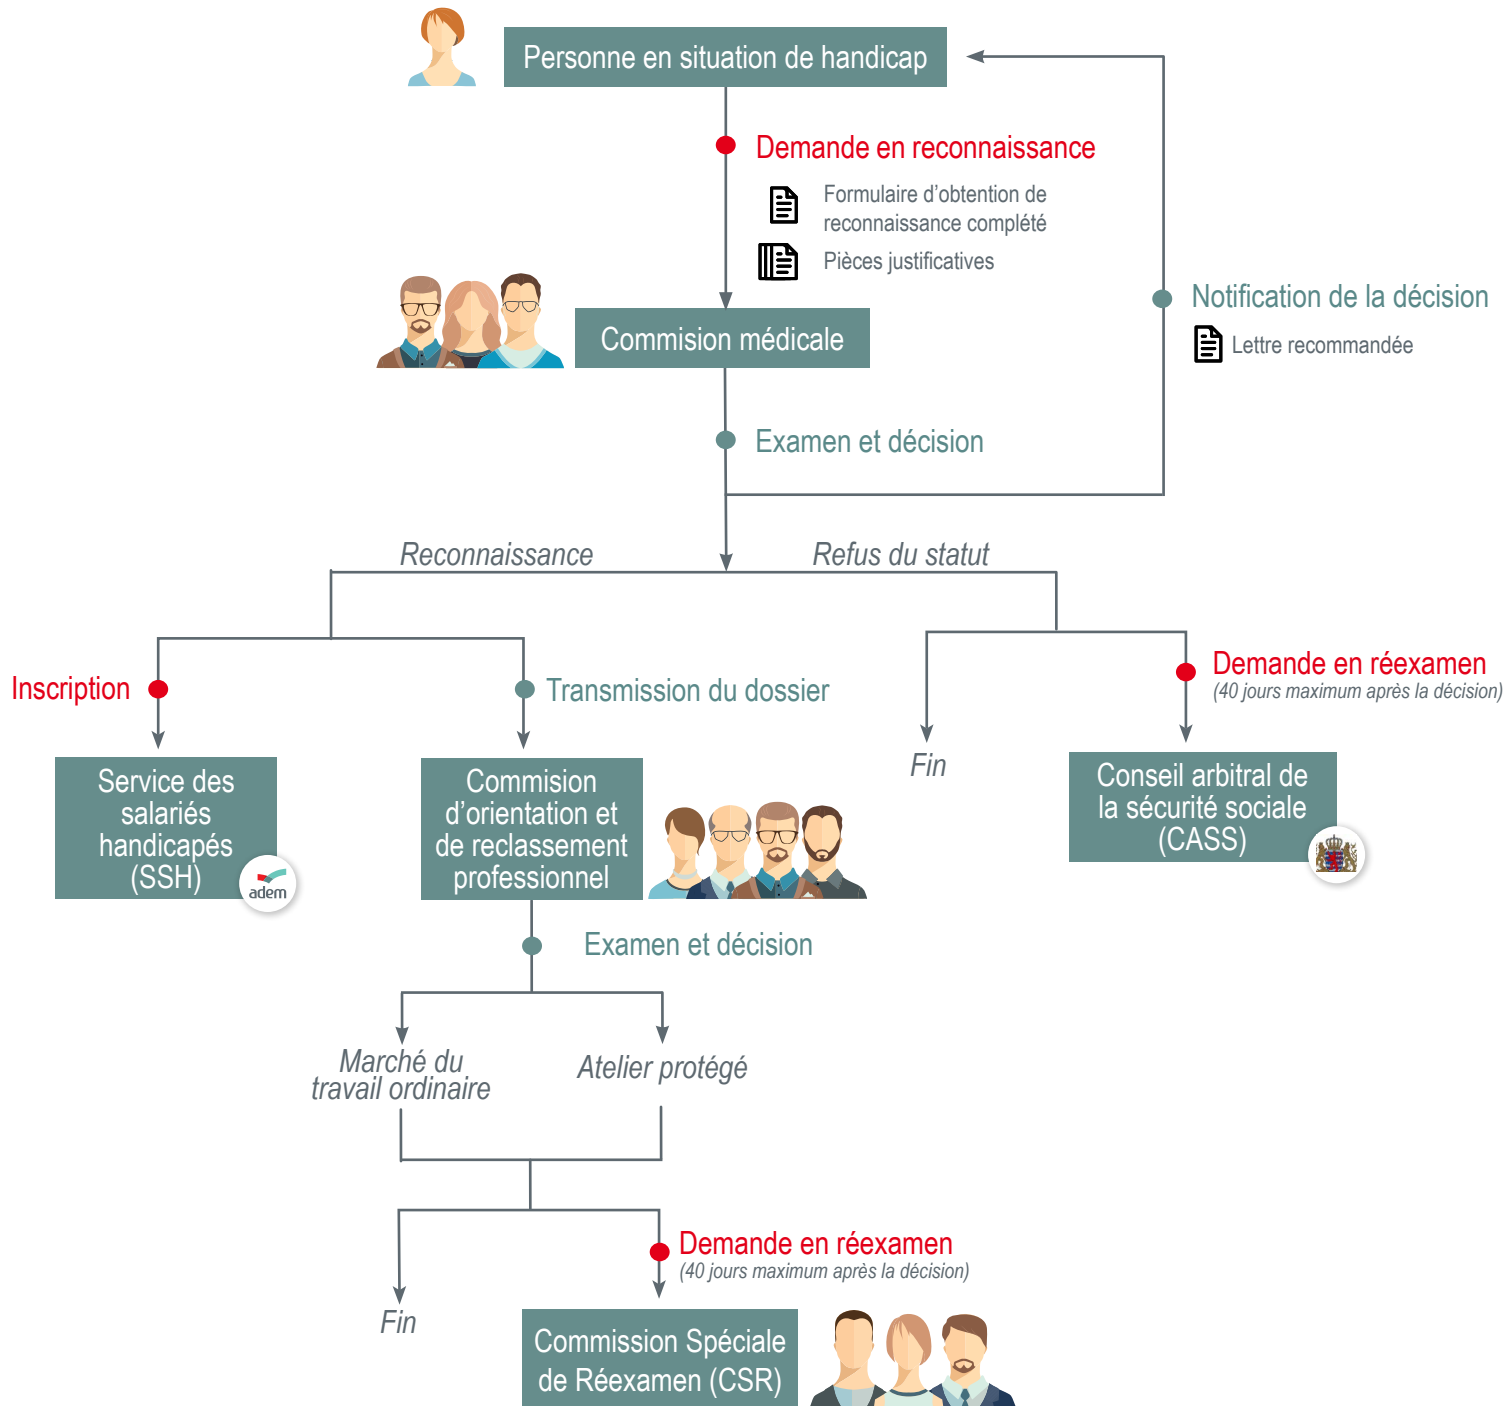 Personne en situation de handicap
Demande en reconnaissance
Formulaire d’obtention de
reconnaissance complété
Pièces justificatives
Notification de la décision
Lettre recommandée
Commision médicale
Examen et décision
Reconnaissance
Refus du statut
Inscription
Transmission du dossier
Demande en réexamen
(40 jours maximum après la décision)
Service des
salariés
handicapés
(SSH)
adem
Commision
d’orientation et
de reclassement
professionnel
Fin
Conseil arbitral de
la sécurité sociale
(CASS)
Examen et décision
Marché du
travail ordinaire
Atelier protégé
Demande en réexamen
(40 jours maximum après la décision)
Fin
Commission Spéciale
de Réexamen (CSR)